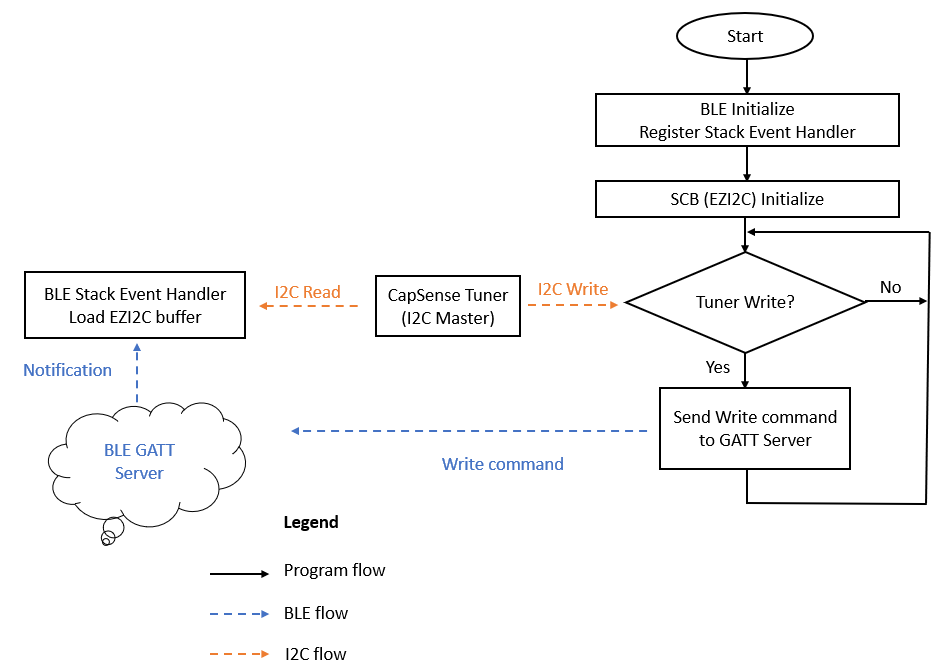 Start
BLE Initialize
Register Stack Event Handler
SCB (EZI2C) Initialize
BLE Stack Event Handler
Load EZI2C buffer
I2C Read
CapSense Tuner
(I2C Master)
I2C Write
Tuner Write?
No
Yes
Notification
Send Write command
to GATT Server
BLE GATT
Server
Write command
Legend
Program flow
BLE flow
I2C flow